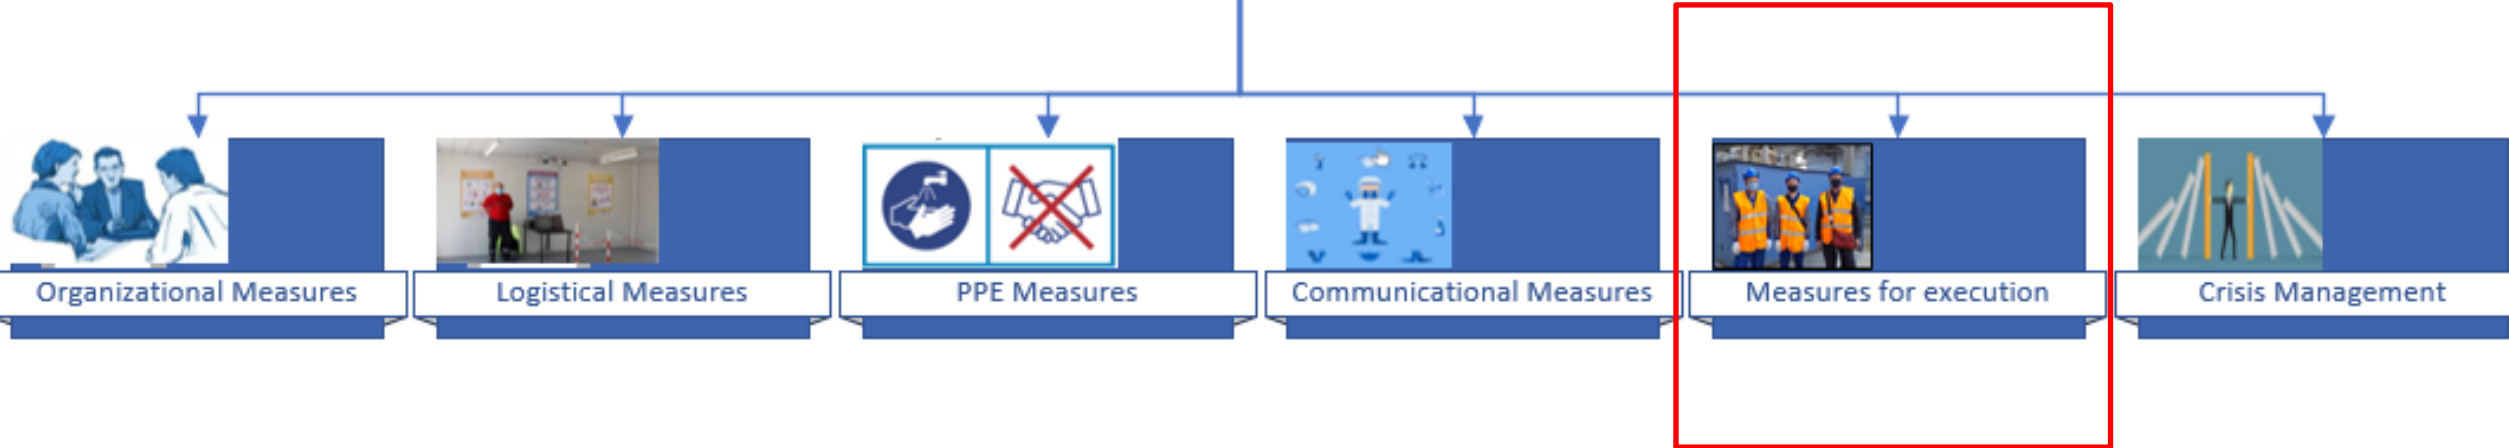 Organizational Measures
Logistical Measures
PPE Measures
Communicational Measures
Measures for execution
Crisis Management